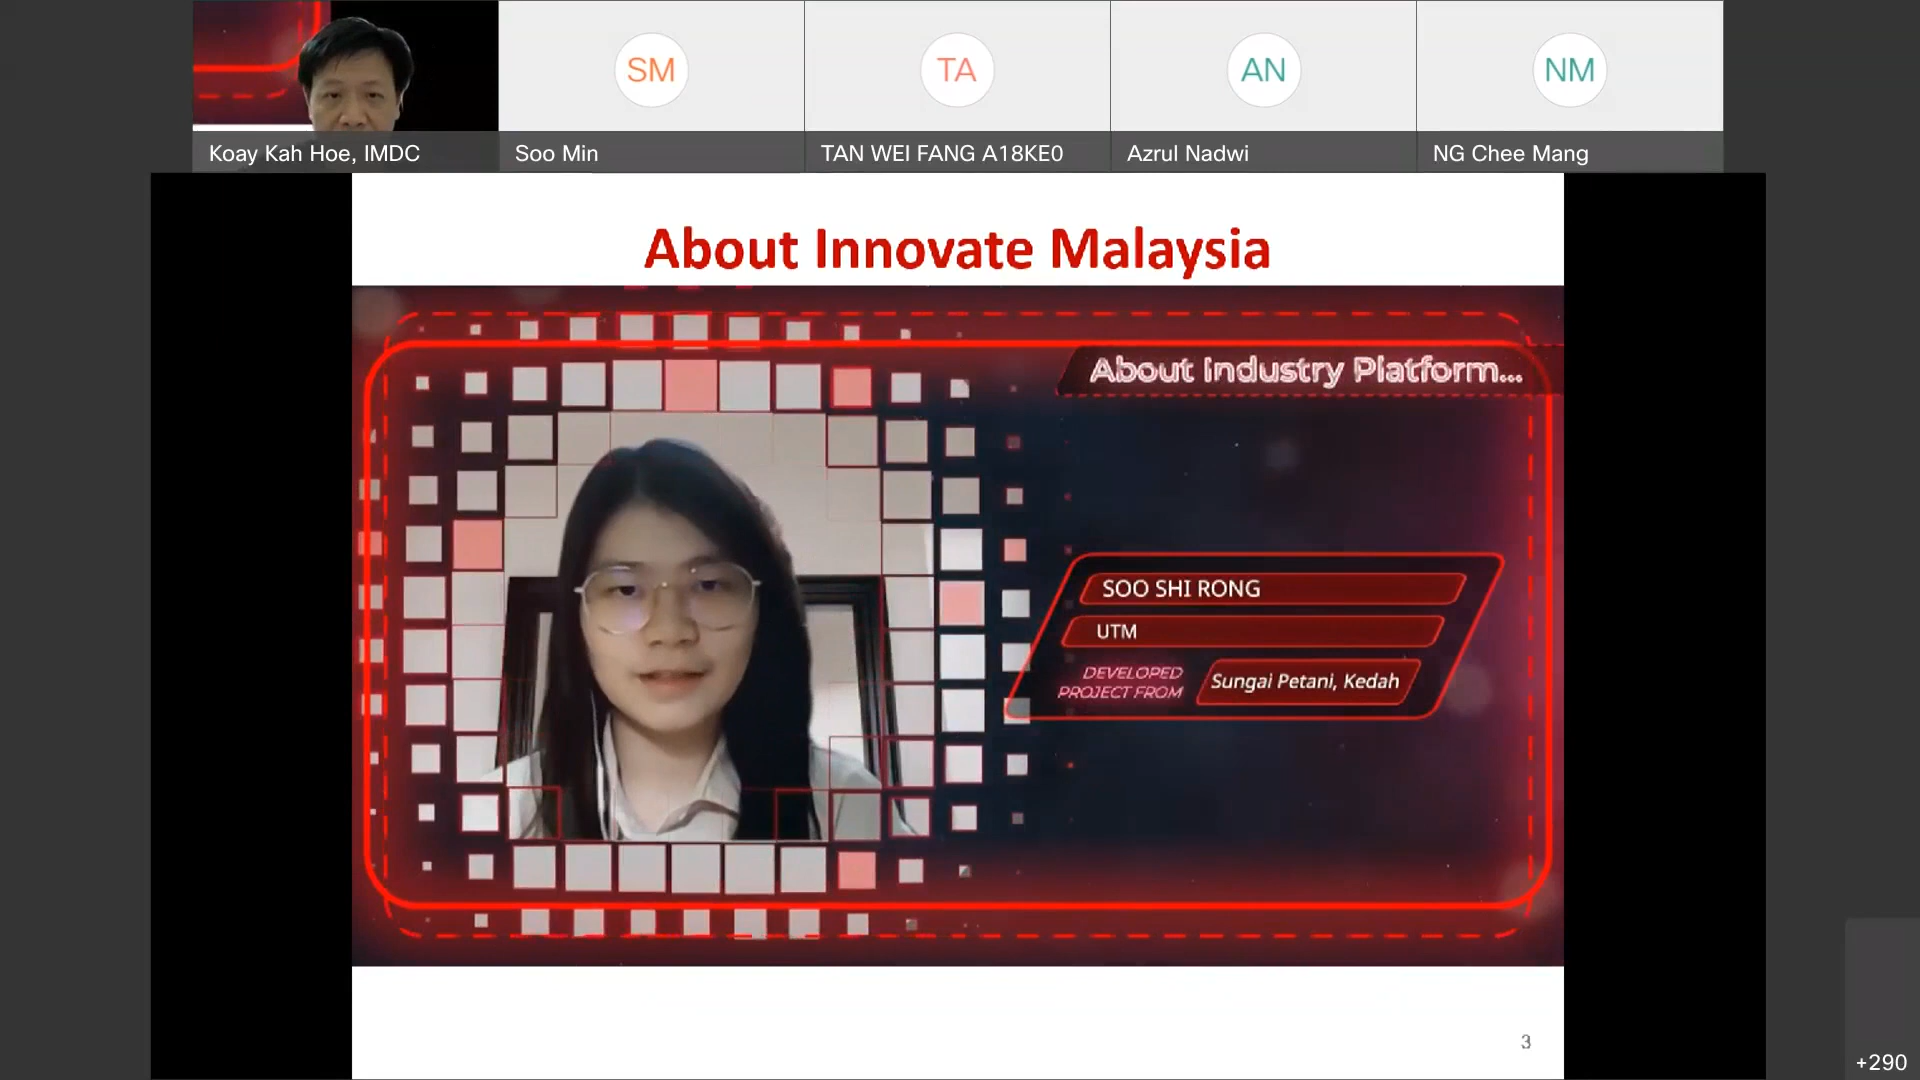 SM
TA
AN
NM
Koay Kah Hoe, IMDC
Soo Min
TAN WEI FANG A18KE0
Azrul Nadwi
NG Chee Mang
About Innovate Malaysia
About Industry Platform...
SOO SHI RONG
UTM
DEVELOPED
PROJECT FROM
Sungai Petani, Kedah
3
+290